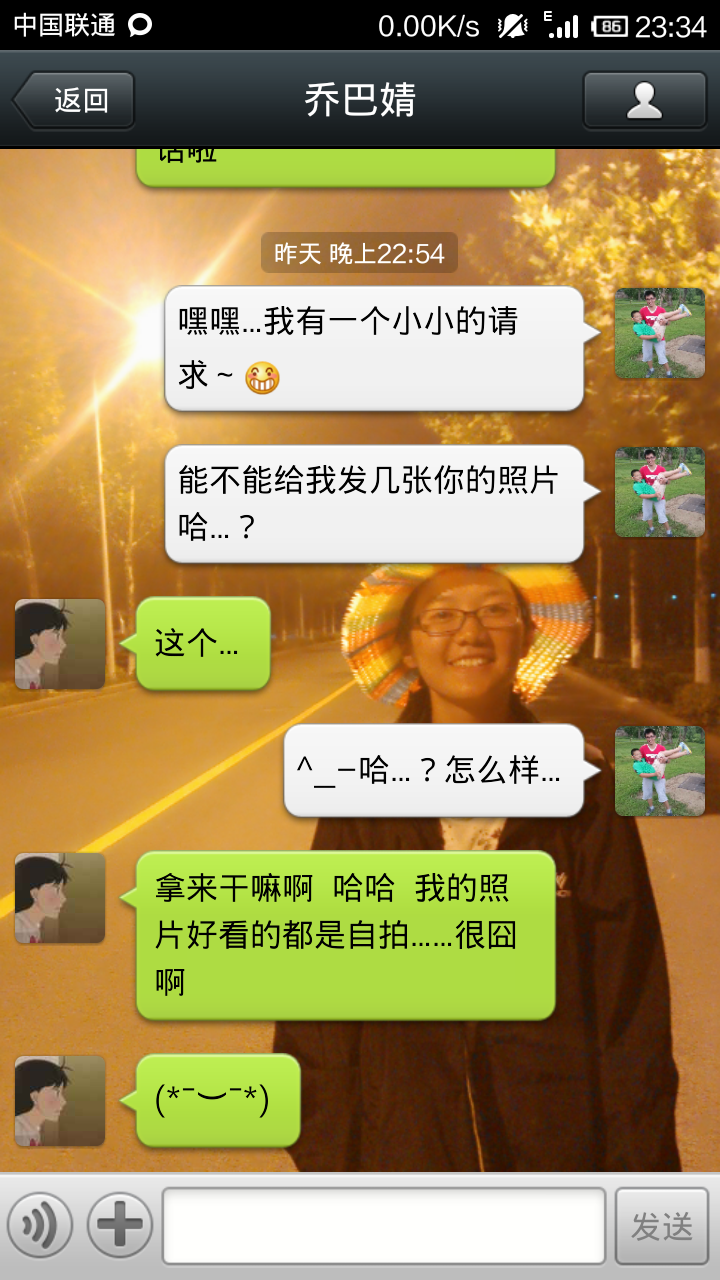 中国联通 0.00K/s E 86 23:34
返回 乔巴婧
话啦
昨天 晚上22:54
嘿嘿...我有一个小小的请
求～
能不能给我发几张你的照片
哈...？
这个...
^__–哈...？怎么样...
拿来干嘛啊 哈哈 我的照
片好看的都是自拍......很囧
啊
(*¯︶¯*)
发送